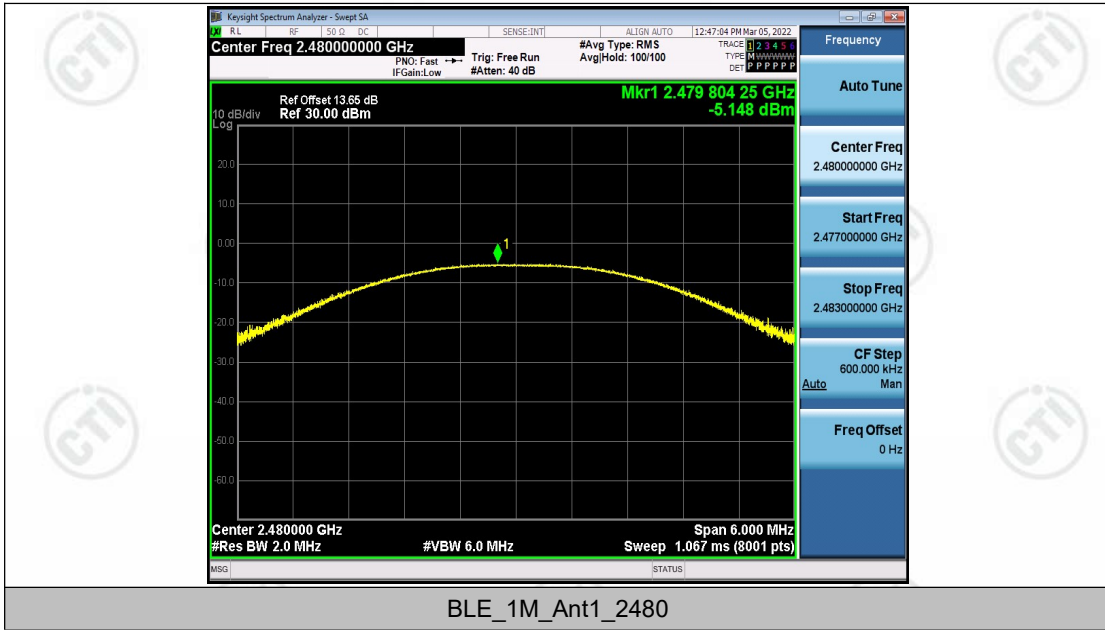 Keysight Spectrum Analyzer - Swept SA
LXI RL RF 50 Ω DC SENSE:INT ALIGN AUTO 12:47:04 PM Mar 05, 2022
Center Freq 2.480000000 GHz
PNO: Fast
IFGain:Low
Trig: Free Run
#Atten: 40 dB
#Avg Type: RMS
Avg|Hold: 100/100
TRACE 1 2 3 4 5 6
TYPE M WWWWW
DET P P P P P P
Frequency
Auto Tune
Center Freq
2.480000000 GHz
Start Freq
2.477000000 GHz
Stop Freq
2.483000000 GHz
CF Step
600.000 kHz
Auto Man
Freq Offset
0 Hz
Mkr1 2.479 804 25 GHz
-5.148 dBm
Ref Offset 13.65 dB
10 dB/div Ref 30.00 dBm
Log
20.0
10.0
0.00
-10.0
-20.0
-30.0
-40.0
-50.0
-60.0
1
Center 2.480000 GHz Span 6.000 MHz
#Res BW 2.0 MHz #VBW 6.0 MHz Sweep 1.067 ms (8001 pts)
MSG STATUS
BLE_1M_Ant1_2480
CTI
CTI
CTI
CTI